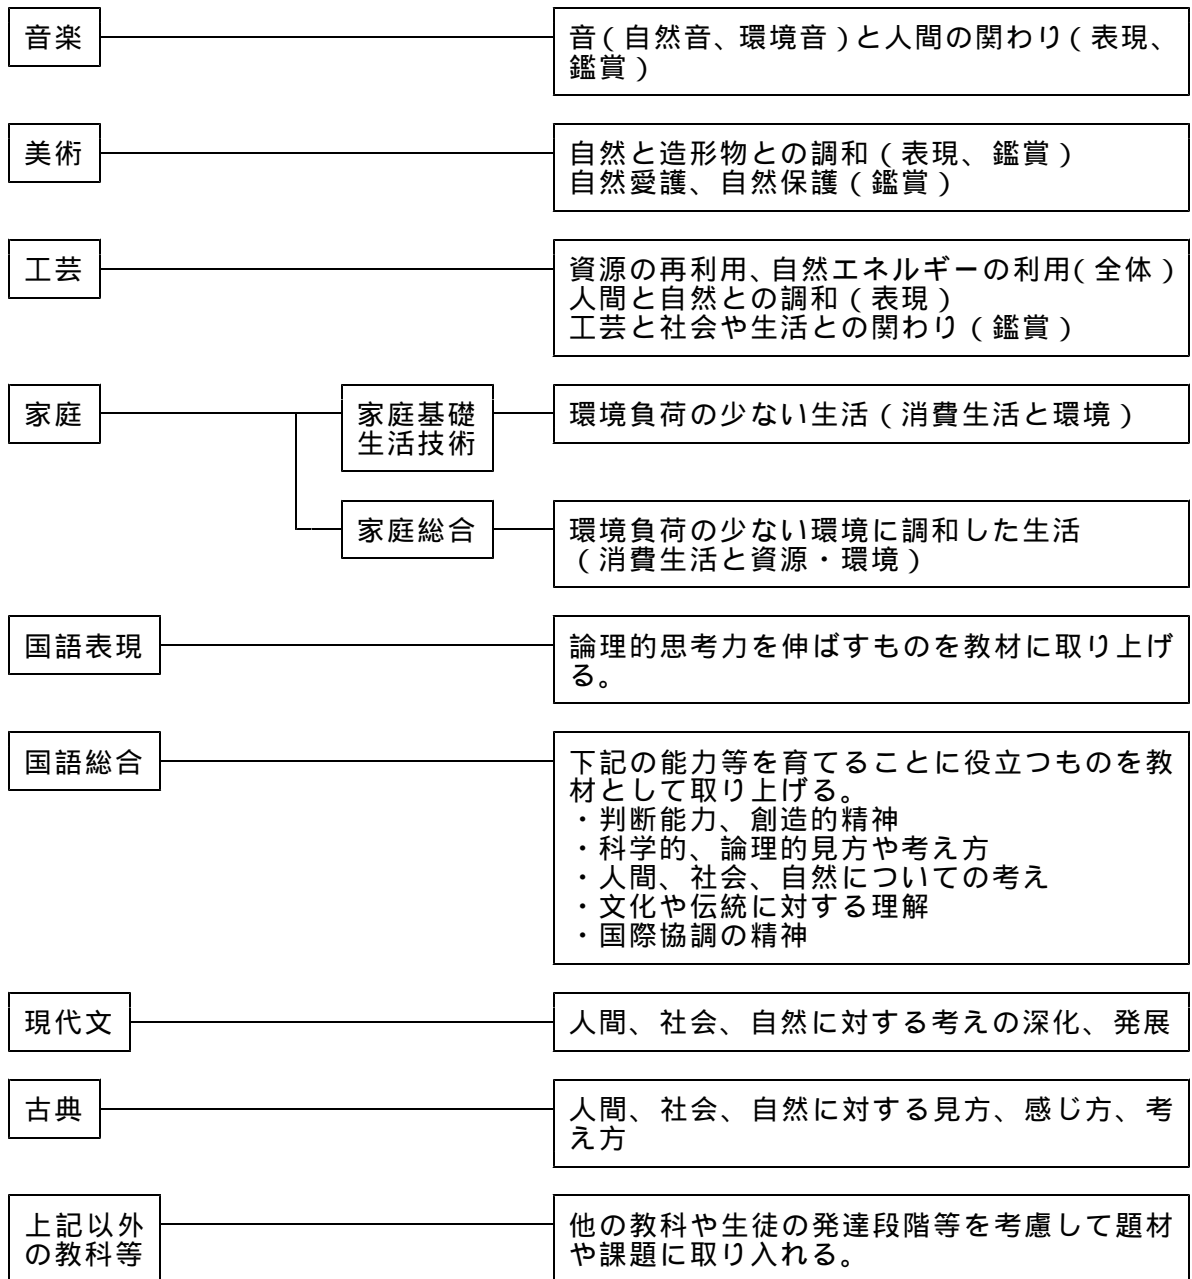 音楽
音(自然音、環境音)と人間の関わり(表現、
鑑賞)
美術
自然と造形物との調和(表現、鑑賞)
自然愛護、自然保護(鑑賞)
工芸
資源の再利用、自然エネルギーの利用(全体)
人間と自然との調和(表現)
工芸と社会や生活との関わり(鑑賞)
家庭
家庭基礎
生活技術
環境負荷の少ない生活(消費生活と環境)
家庭総合
環境負荷の少ない環境に調和した生活
(消費生活と資源・環境)
国語表現
論理的思考力を伸ばすものを教材に取り上げ
る。
国語総合
下記の能力等を育てることに役立つものを教
材として取り上げる。
・判断能力、創造的精神
・科学的、論理的見方や考え方
・人間、社会、自然についての考え
・文化や伝統に対する理解
・国際協調の精神
現代文
人間、社会、自然に対する考えの深化、発展
古典
人間、社会、自然に対する見方、感じ方、考
え方
上記以外
の教科等
他の教科や生徒の発達段階等を考慮して題材
や課題に取り入れる。